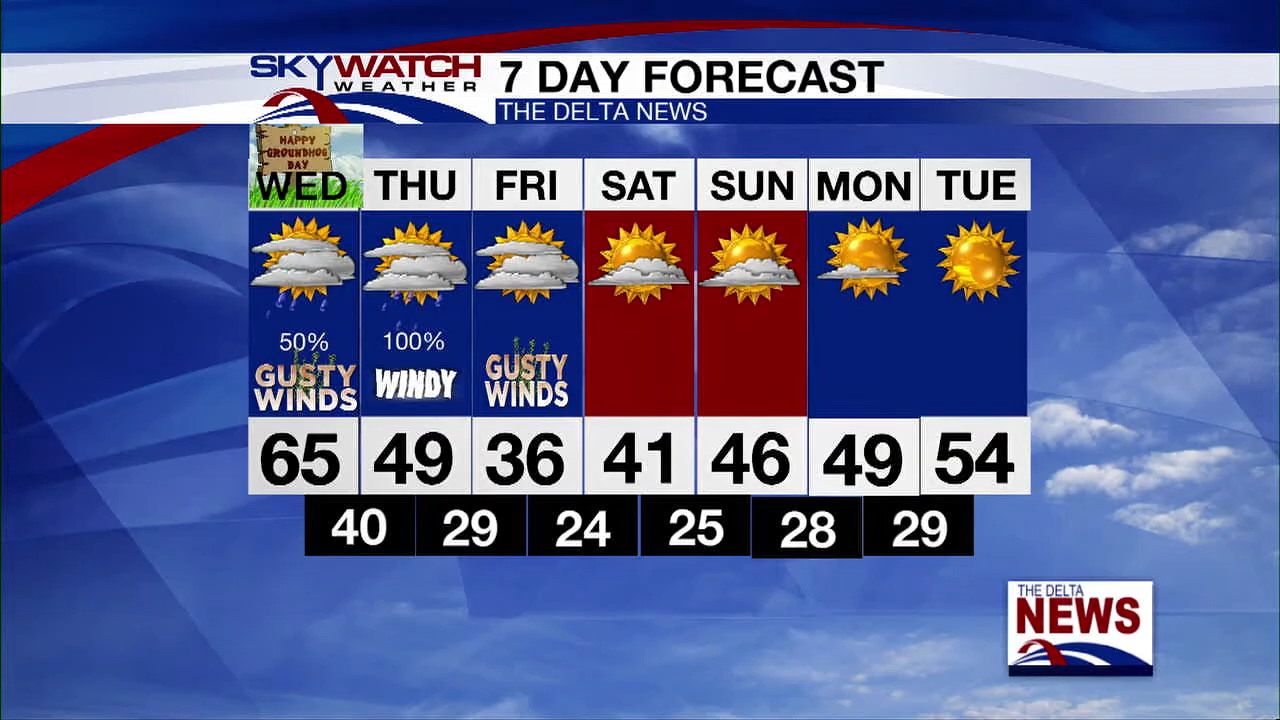 SKYWATCH
WEATHER
7 DAY FORECAST
THE DELTA NEWS
HAPPY
GROUNDHOG
DAY
WED THU FRI SAT SUN MON TUE
50% 100%
GUSTY
WINDS
WINDY
GUSTY
WINDS
65 49 36 41 46 49 54
40 29 24 25 28 29
THE DELTA
NEWS